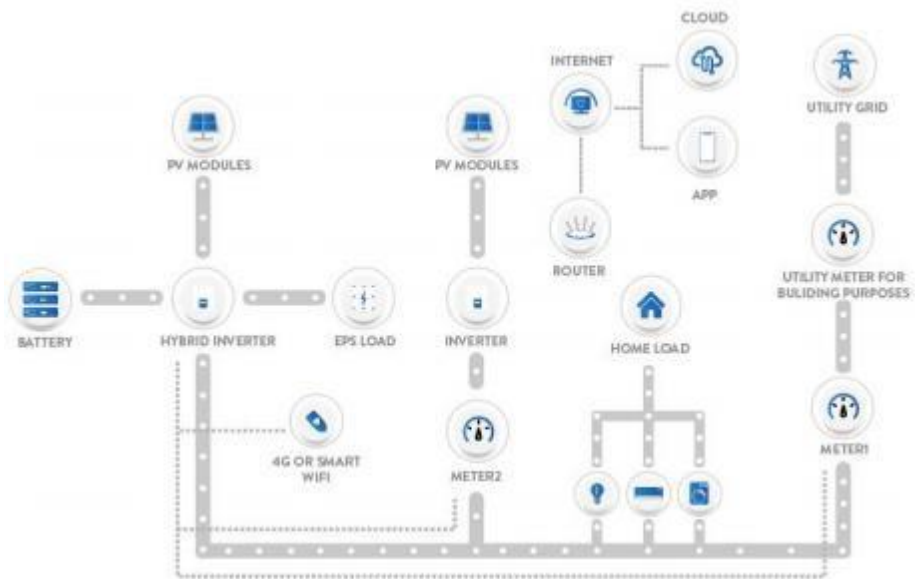 CLOUD
INTERNET
UTILITY GRID
PV MODULES
PV MODULES
APP
ROUTER
UTILITY METER FOR
BULIDING PURPOSES
BATTERY
HYBRID INVERTER
EPS LOAD
INVERTER
HOME LOAD
4G OR SMART
WIFI
METER2
METER1